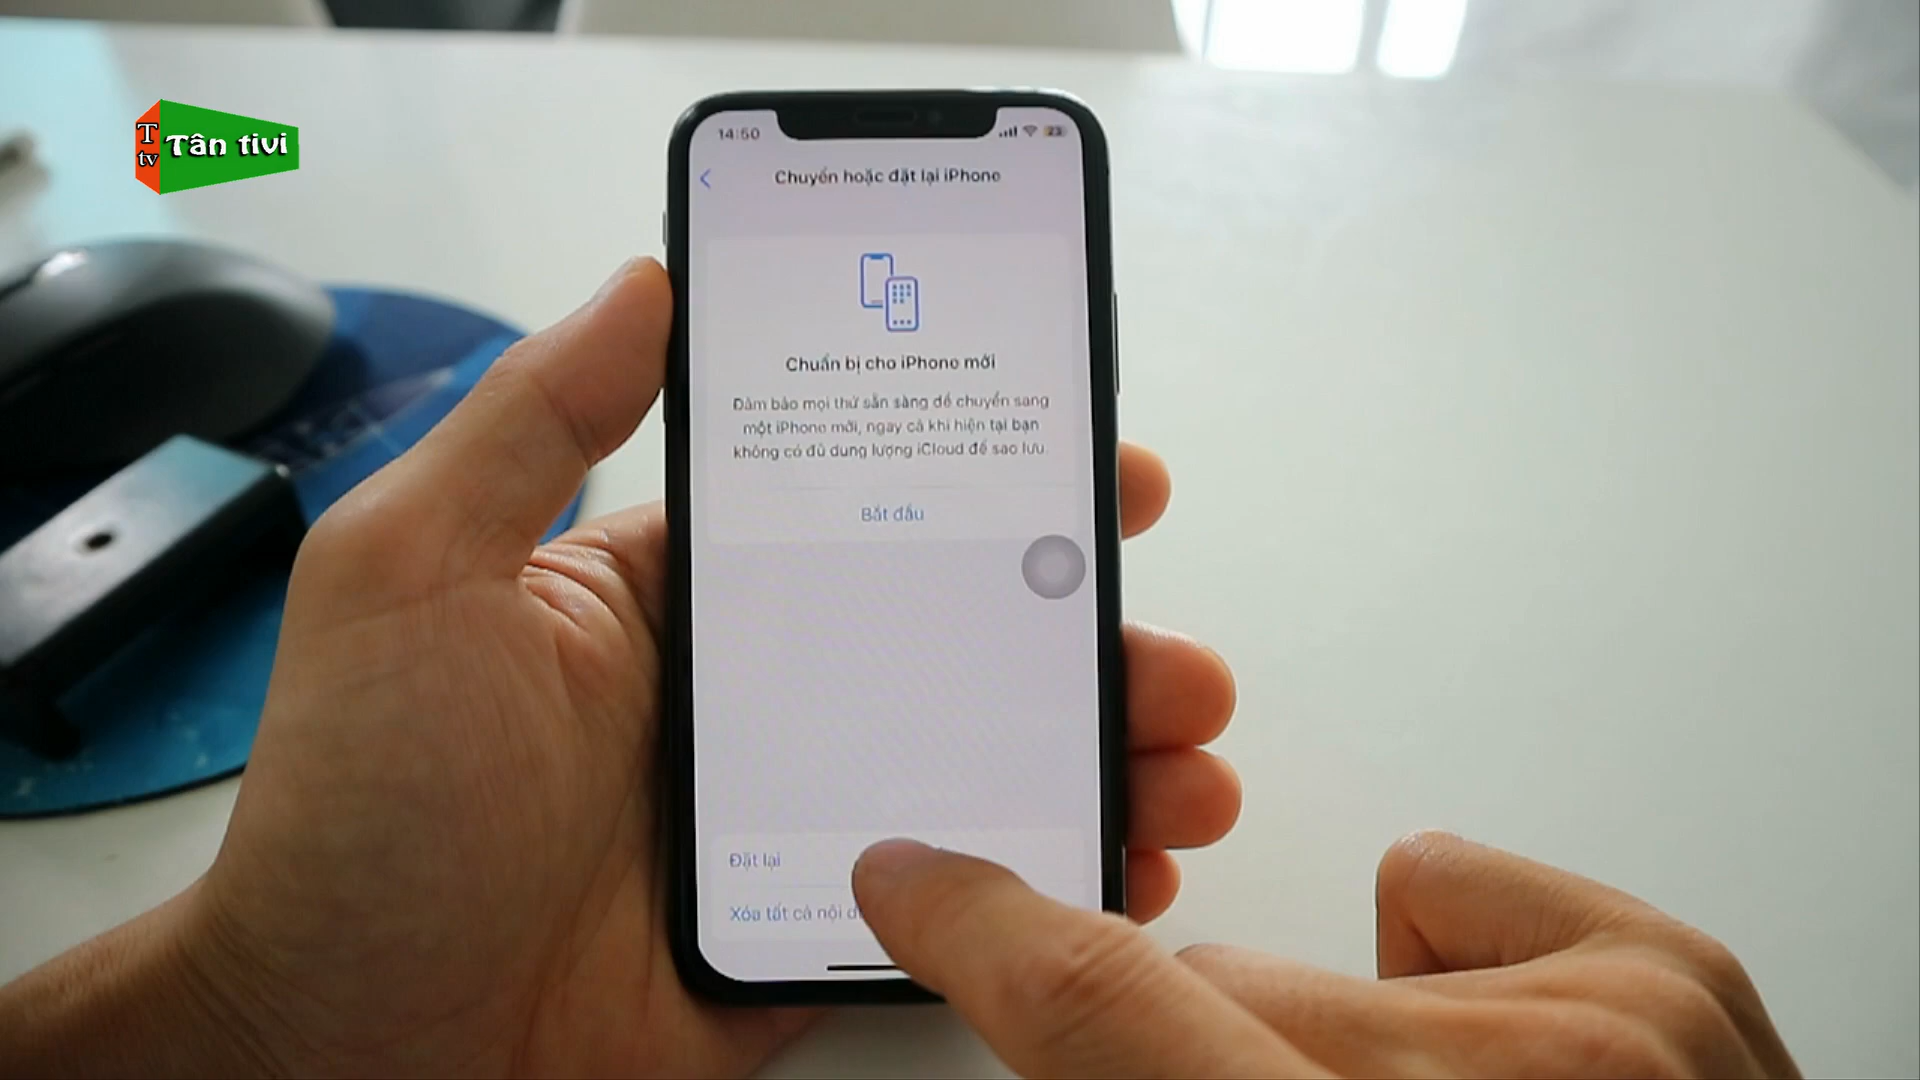 T
tv
Tân tivi
14:50
23
Chuyển hoặc đặt lại iPhone
Chuẩn bị cho iPhone mới
Đảm bảo mọi thứ sẵn sàng để chuyển sang
một iPhone mới, ngay cả khi hiện tại bạn
không có đủ dung lượng iCloud để sao lưu.
Bắt đầu
Đặt lại
Xóa tất cả nội